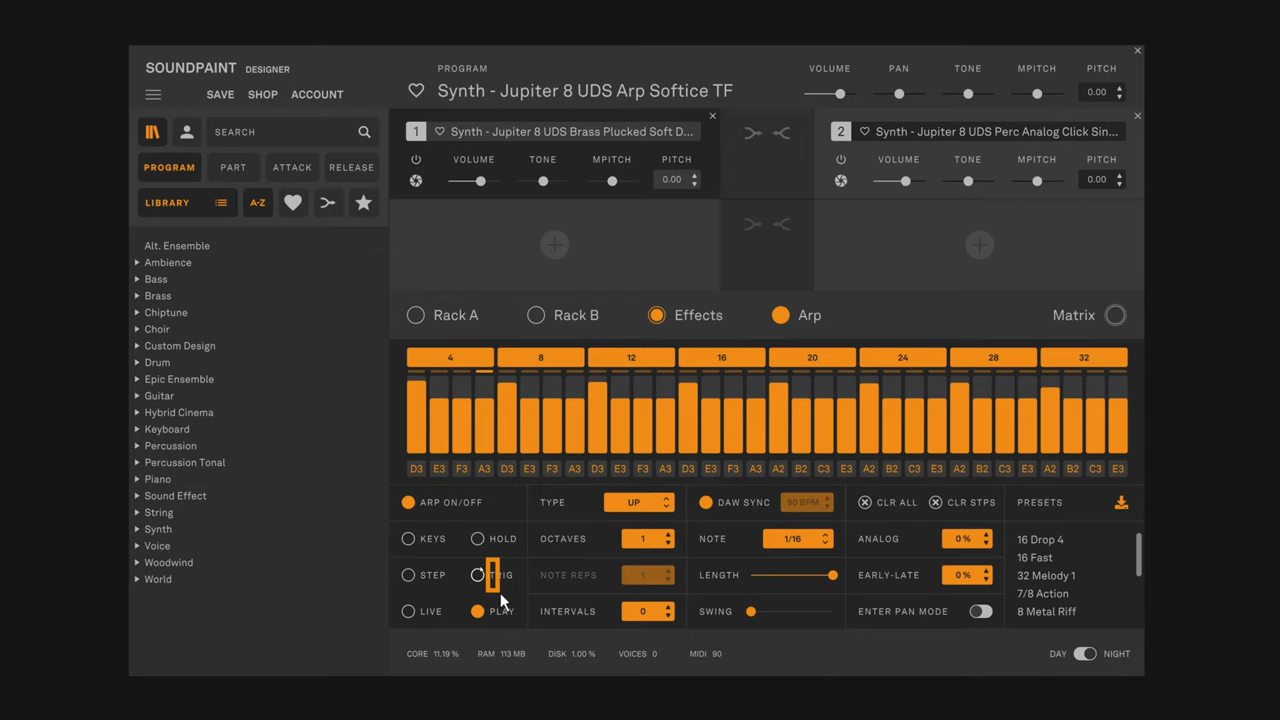 SOUNDPAINT DESIGNER
SAVE SHOP ACCOUNT
SEARCH
PROGRAM PART ATTACK RELEASE
LIBRARY A-Z
Alt. Ensemble
Ambience
Bass
Brass
Chiptune
Choir
Custom Design
Drum
Epic Ensemble
Guitar
Hybrid Cinema
Keyboard
Percussion
Percussion Tonal
Piano
Sound Effect
String
Synth
Voice
Woodwind
World
PROGRAM
Synth - Jupiter 8 UDS Arp Softice TF
VOLUME PAN TONE MPITCH PITCH
0.00
1 Synth - Jupiter 8 UDS Brass Plucked Soft D...
VOLUME TONE MPITCH PITCH
0.00
2 Synth - Jupiter 8 UDS Perc Analog Click Sin...
VOLUME TONE MPITCH PITCH
0.00
Rack A Rack B Effects Arp Matrix
4 8 12 16 20 24 28 32
D3 E3 F3 A3 D3 E3 F3 A3 D3 E3 F3 A3 D3 E3 F3 A3 A2 B2 C3 E3 A2 B2 C3 E3 A2 B2 C3 E3 A2 B2 C3 E3
ARP ON/OFF TYPE UP DAW SYNC 90 BPM CLR ALL CLR STPS PRESETS
KEYS HOLD OCTAVES 1 NOTE 1/16 ANALOG 0% 16 Drop 4
16 Fast
STEP TRIG NOTE REPS 1 LENGTH EARLY-LATE 0% 32 Melody 1
7/8 Action
LIVE PLAY INTERVALS 0 SWING ENTER PAN MODE 8 Metal Riff
CORE 11.19 % RAM 113 MB DISK 1.00 % VOICES 0 MIDI 90 DAY NIGHT